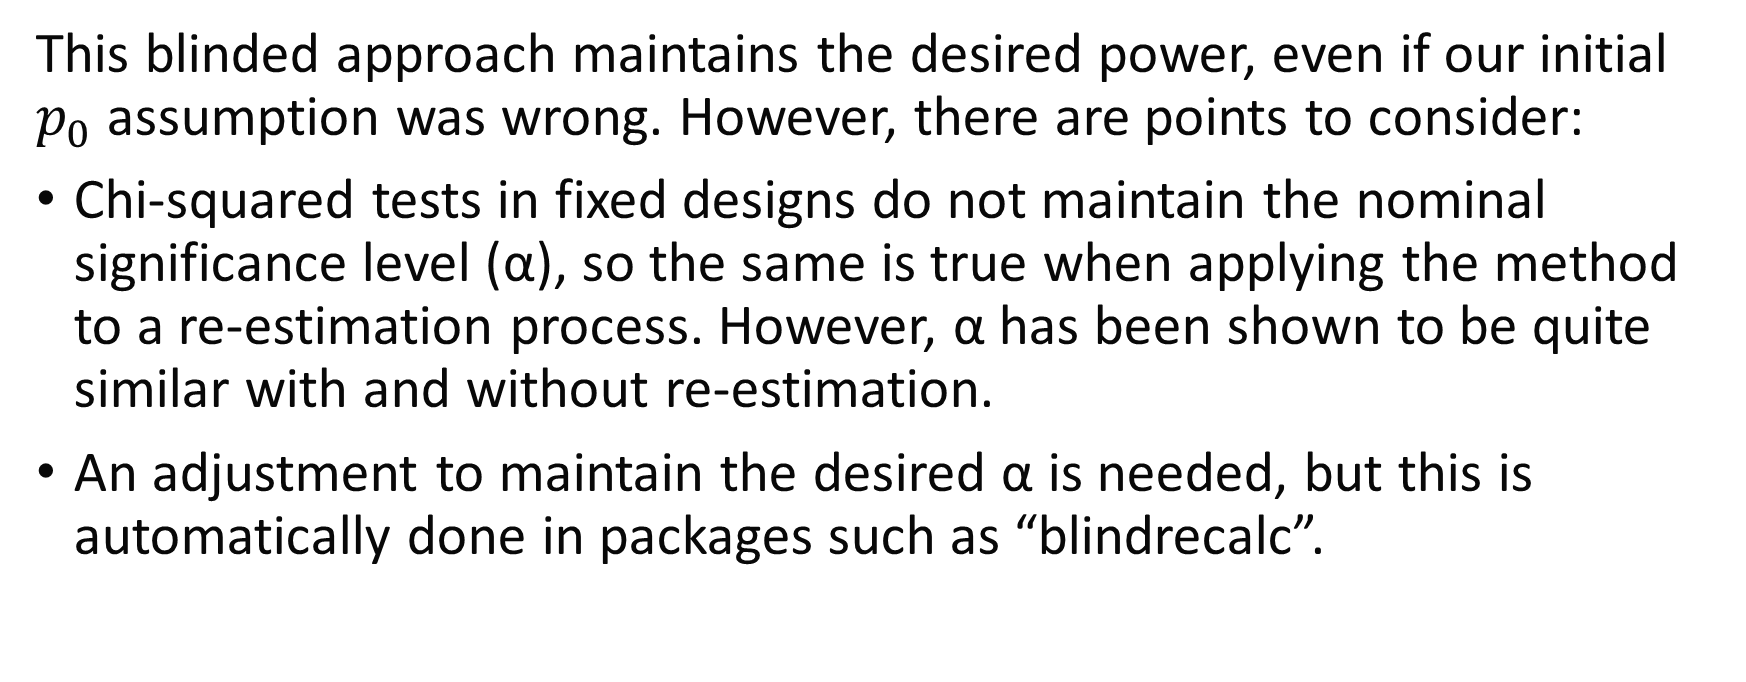 This blinded approach maintains the desired power, even if our initial
p₀ assumption was wrong. However, there are points to consider:
• Chi-squared tests in fixed designs do not maintain the nominal
significance level (α), so the same is true when applying the method
to a re-estimation process. However, α has been shown to be quite
similar with and without re-estimation.
• An adjustment to maintain the desired α is needed, but this is
automatically done in packages such as “blindrecalc”.